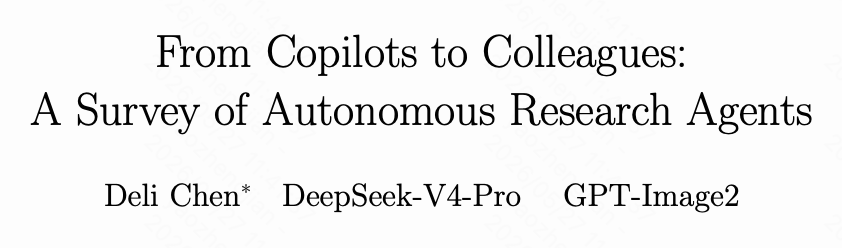 From Copilots to Colleagues:
A Survey of Autonomous Research Agents
Deli Chen* DeepSeek-V4-Pro GPT-Image2